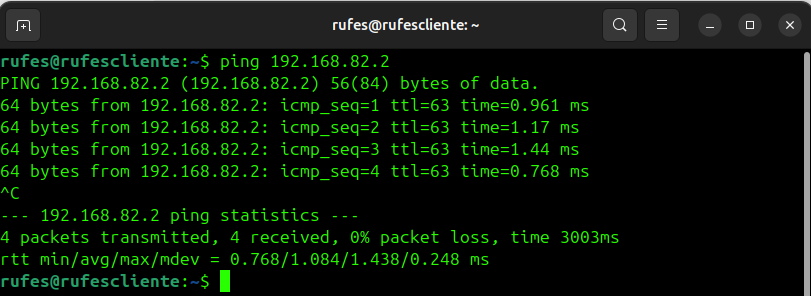 rufes@rufescliente: ~
rufes@rufescliente:~$ ping 192.168.82.2
PING 192.168.82.2 (192.168.82.2) 56(84) bytes of data.
64 bytes from 192.168.82.2: icmp_seq=1 ttl=63 time=0.961 ms
64 bytes from 192.168.82.2: icmp_seq=2 ttl=63 time=1.17 ms
64 bytes from 192.168.82.2: icmp_seq=3 ttl=63 time=1.44 ms
64 bytes from 192.168.82.2: icmp_seq=4 ttl=63 time=0.768 ms
^C
--- 192.168.82.2 ping statistics ---
4 packets transmitted, 4 received, 0% packet loss, time 3003ms
rtt min/avg/max/mdev = 0.768/1.084/1.438/0.248 ms
rufes@rufescliente:~$